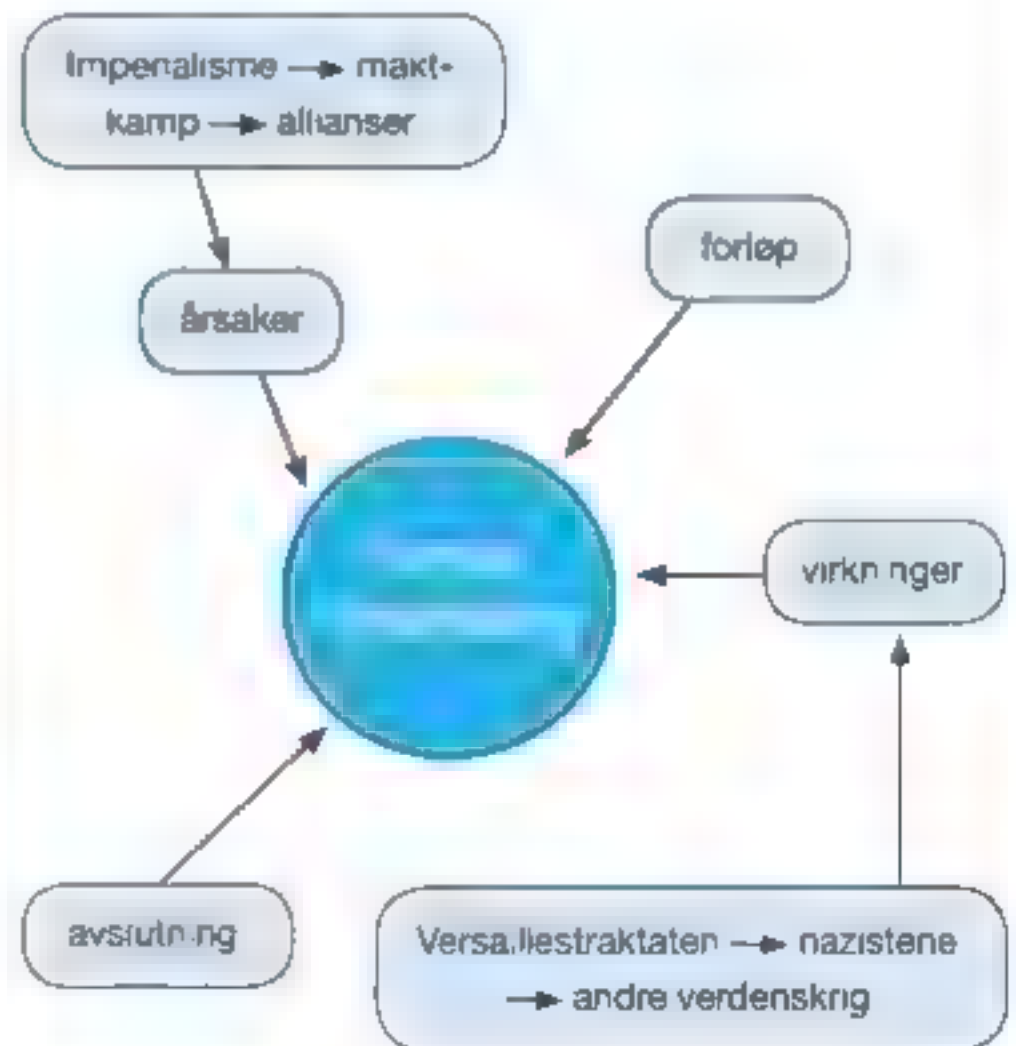 Imperialisme → makt-
kamp → allianser
forløp
årsaker
virkninger
avslutning
Versaillestraktaten → nazistene
→ andre verdenskrig